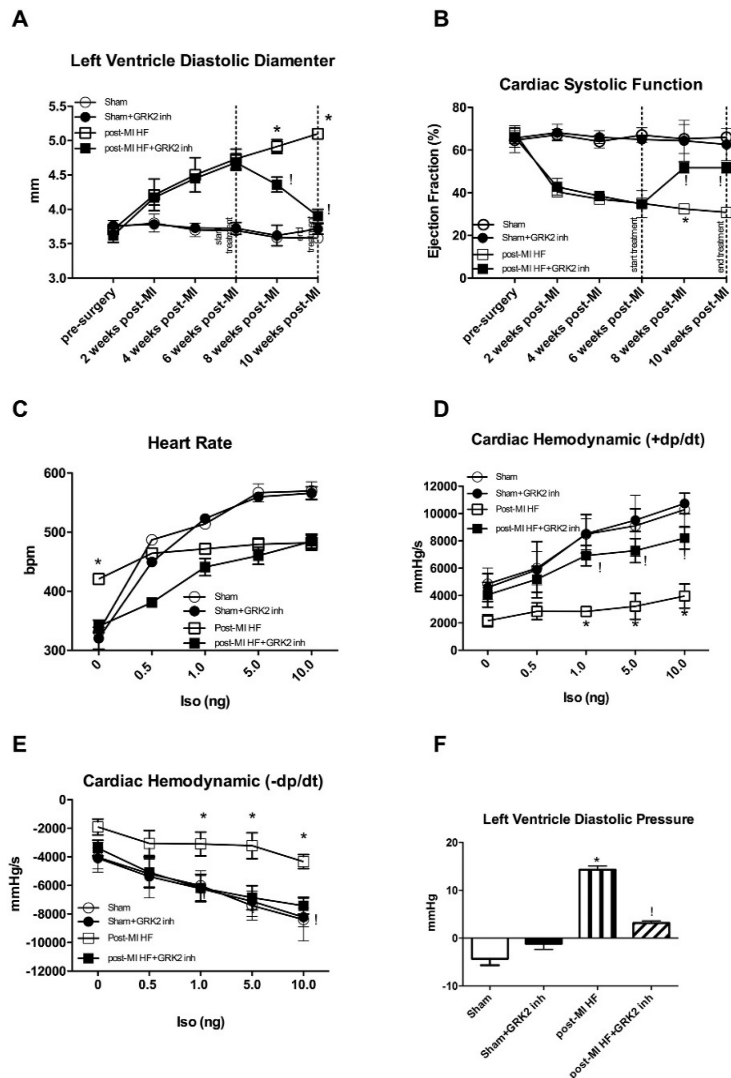 A
Left Ventricle Diastolic Diamenter
Sham
Sham+GRK2 inh
post-MI HF
post-MI HF+GRK2 inh
5.5
5.0
4.5
4.0
3.5
3.0
mm
*
*
!
!
start
treatment
end
treatment
pre-surgery
2 weeks post-MI
4 weeks post-MI
6 weeks post-MI
8 weeks post-MI
10 weeks post-MI
B
Cardiac Systolic Function
80
60
40
20
0
Ejection Fraction (%)
!
!
*
Sham
Sham+GRK2 inh
post-MI HF
post-MI HF+GRK2 inh
start treatment
end treatment
pre-surgery
2 weeks post-MI
4 weeks post-MI
6 weeks post-MI
8 weeks post-MI
10 weeks post-MI
C
Heart Rate
600
500
400
300
bpm
*
Sham
Sham+GRK2 inh
Post-MI HF
post-MI HF+GRK2 inh
0
0.5
1.0
5.0
10.0
Iso (ng)
D
Cardiac Hemodynamic (+dp/dt)
Sham
Sham+GRK2 inh
Post-MI HF
post-MI HF+GRK2 inh
12000
10000
8000
6000
4000
2000
0
mmHg/s
!
!
!
*
*
*
0
0.5
1.0
5.0
10.0
Iso (ng)
E
Cardiac Hemodynamic (-dp/dt)
0
-2000
-4000
-6000
-8000
-10000
-12000
mmHg/s
*
*
*
!
Sham
Sham+GRK2 inh
Post-MI HF
post-MI HF+GRK2 inh
0
0.5
1.0
5.0
10.0
Iso (ng)
F
Left Ventricle Diastolic Pressure
20
10
0
-10
mmHg
*
!
Sham
Sham+GRK2 inh
post-MI HF
post-MI HF+GRK2 inh